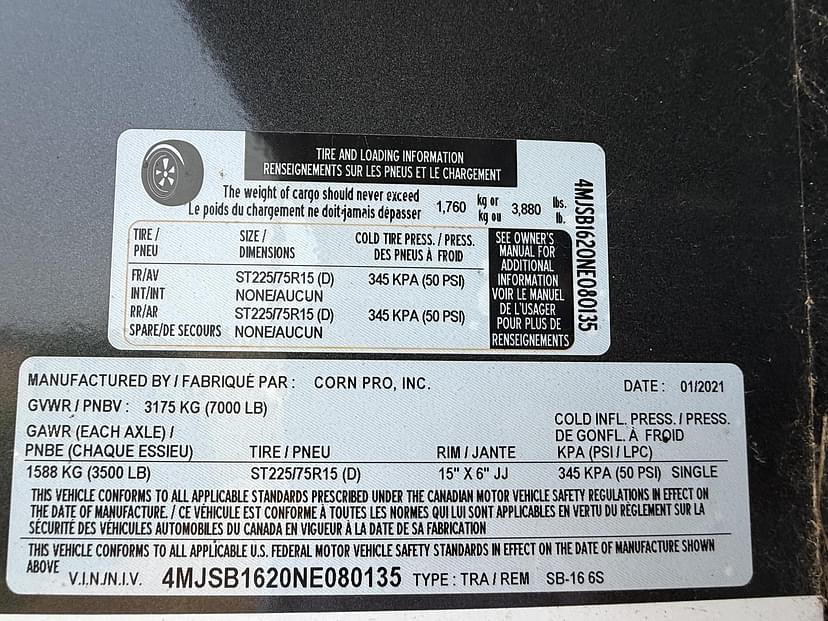 TIRE AND LOADING INFORMATION
RENSEIGNEMENTS SUR LES PNEUS ET LE CHARGEMENT
The weight of cargo should never exceed 1,760 kg or 3,880 lbs.
Le poids du chargement ne doit-jamais dépasser kg ou lb.
TIRE / SIZE / COLD TIRE PRESS. / PRESS.
PNEU DIMENSIONS DES PNEUS À FROID
FR/AV ST225/75R15 (D) 345 KPA (50 PSI)
INT/INT NONE/AUCUN
RR/AR ST225/75R15 (D) 345 KPA (50 PSI)
SPARE/DE SECOURS NONE/AUCUN
SEE OWNER'S
MANUAL FOR
ADDITIONAL
INFORMATION
VOIR LE MANUEL
DE L'USAGER
POUR PLUS DE
RENSEIGNEMENTS
4MJSB1620NE080135
MANUFACTURED BY / FABRIQUÉ PAR : CORN PRO, INC. DATE : 01/2021
GVWR / PNBV : 3175 KG (7000 LB)
GAWR (EACH AXLE) / COLD INFL. PRESS. / PRESS.
DE GONFL. À FROID
PNBE (CHAQUE ESSIEU) TIRE / PNEU RIM / JANTE KPA (PSI / LPC)
1588 KG (3500 LB) ST225/75R15 (D) 15" X 6" JJ 345 KPA (50 PSI) SINGLE
THIS VEHICLE CONFORMS TO ALL APPLICABLE STANDARDS PRESCRIBED UNDER THE CANADIAN MOTOR VEHICLE SAFETY REGULATIONS IN EFFECT ON
THE DATE OF MANUFACTURE. / CE VÉHICULE EST CONFORME À TOUTES LES NORMES QUI LUI SONT APPLICABLES EN VERTU DU RÈGLEMENT SUR LA
SÉCURITÉ DES VÉHICULES AUTOMOBILES DU CANADA EN VIGUEUR À LA DATE DE SA FABRICATION
THIS VEHICLE CONFORMS TO ALL APPLICABLE U.S. FEDERAL MOTOR VEHICLE SAFETY STANDARDS IN EFFECT ON THE DATE OF MANUFACTURE SHOWN
ABOVE
V.I.N./N.I.V. 4MJSB1620NE080135 TYPE : TRA / REM SB-16 6S